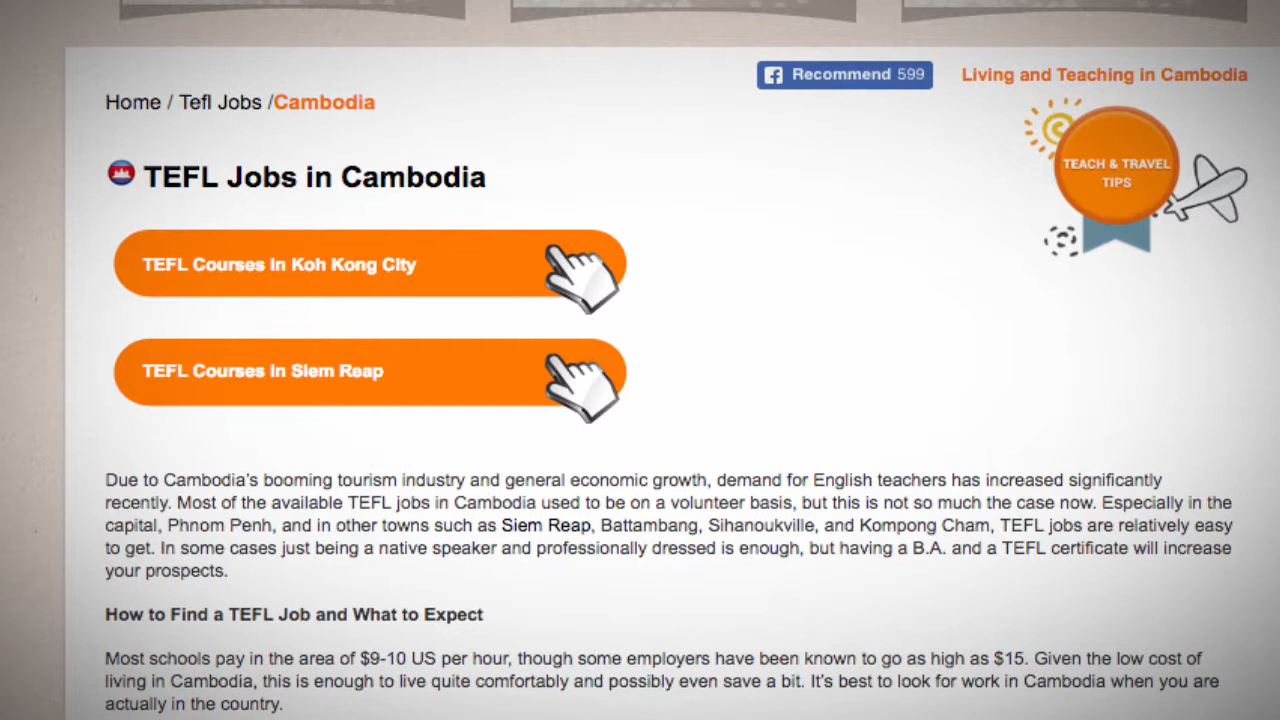 Recommend 599
Living and Teaching in Cambodia
Home / Tefl Jobs /Cambodia
TEACH & TRAVEL
TIPS
TEFL Jobs in Cambodia
TEFL Courses in Koh Kong City
TEFL Courses in Siem Reap
Due to Cambodia's booming tourism industry and general economic growth, demand for English teachers has increased significantly
recently. Most of the available TEFL jobs in Cambodia used to be on a volunteer basis, but this is not so much the case now. Especially in the
capital, Phnom Penh, and in other towns such as Siem Reap, Battambang, Sihanoukville, and Kompong Cham, TEFL jobs are relatively easy
to get. In some cases just being a native speaker and professionally dressed is enough, but having a B.A. and a TEFL certificate will increase
your prospects.
How to Find a TEFL Job and What to Expect
Most schools pay in the area of $9-10 US per hour, though some employers have been known to go as high as $15. Given the low cost of
living in Cambodia, this is enough to live quite comfortably and possibly even save a bit. It's best to look for work in Cambodia when you are
actually in the country.